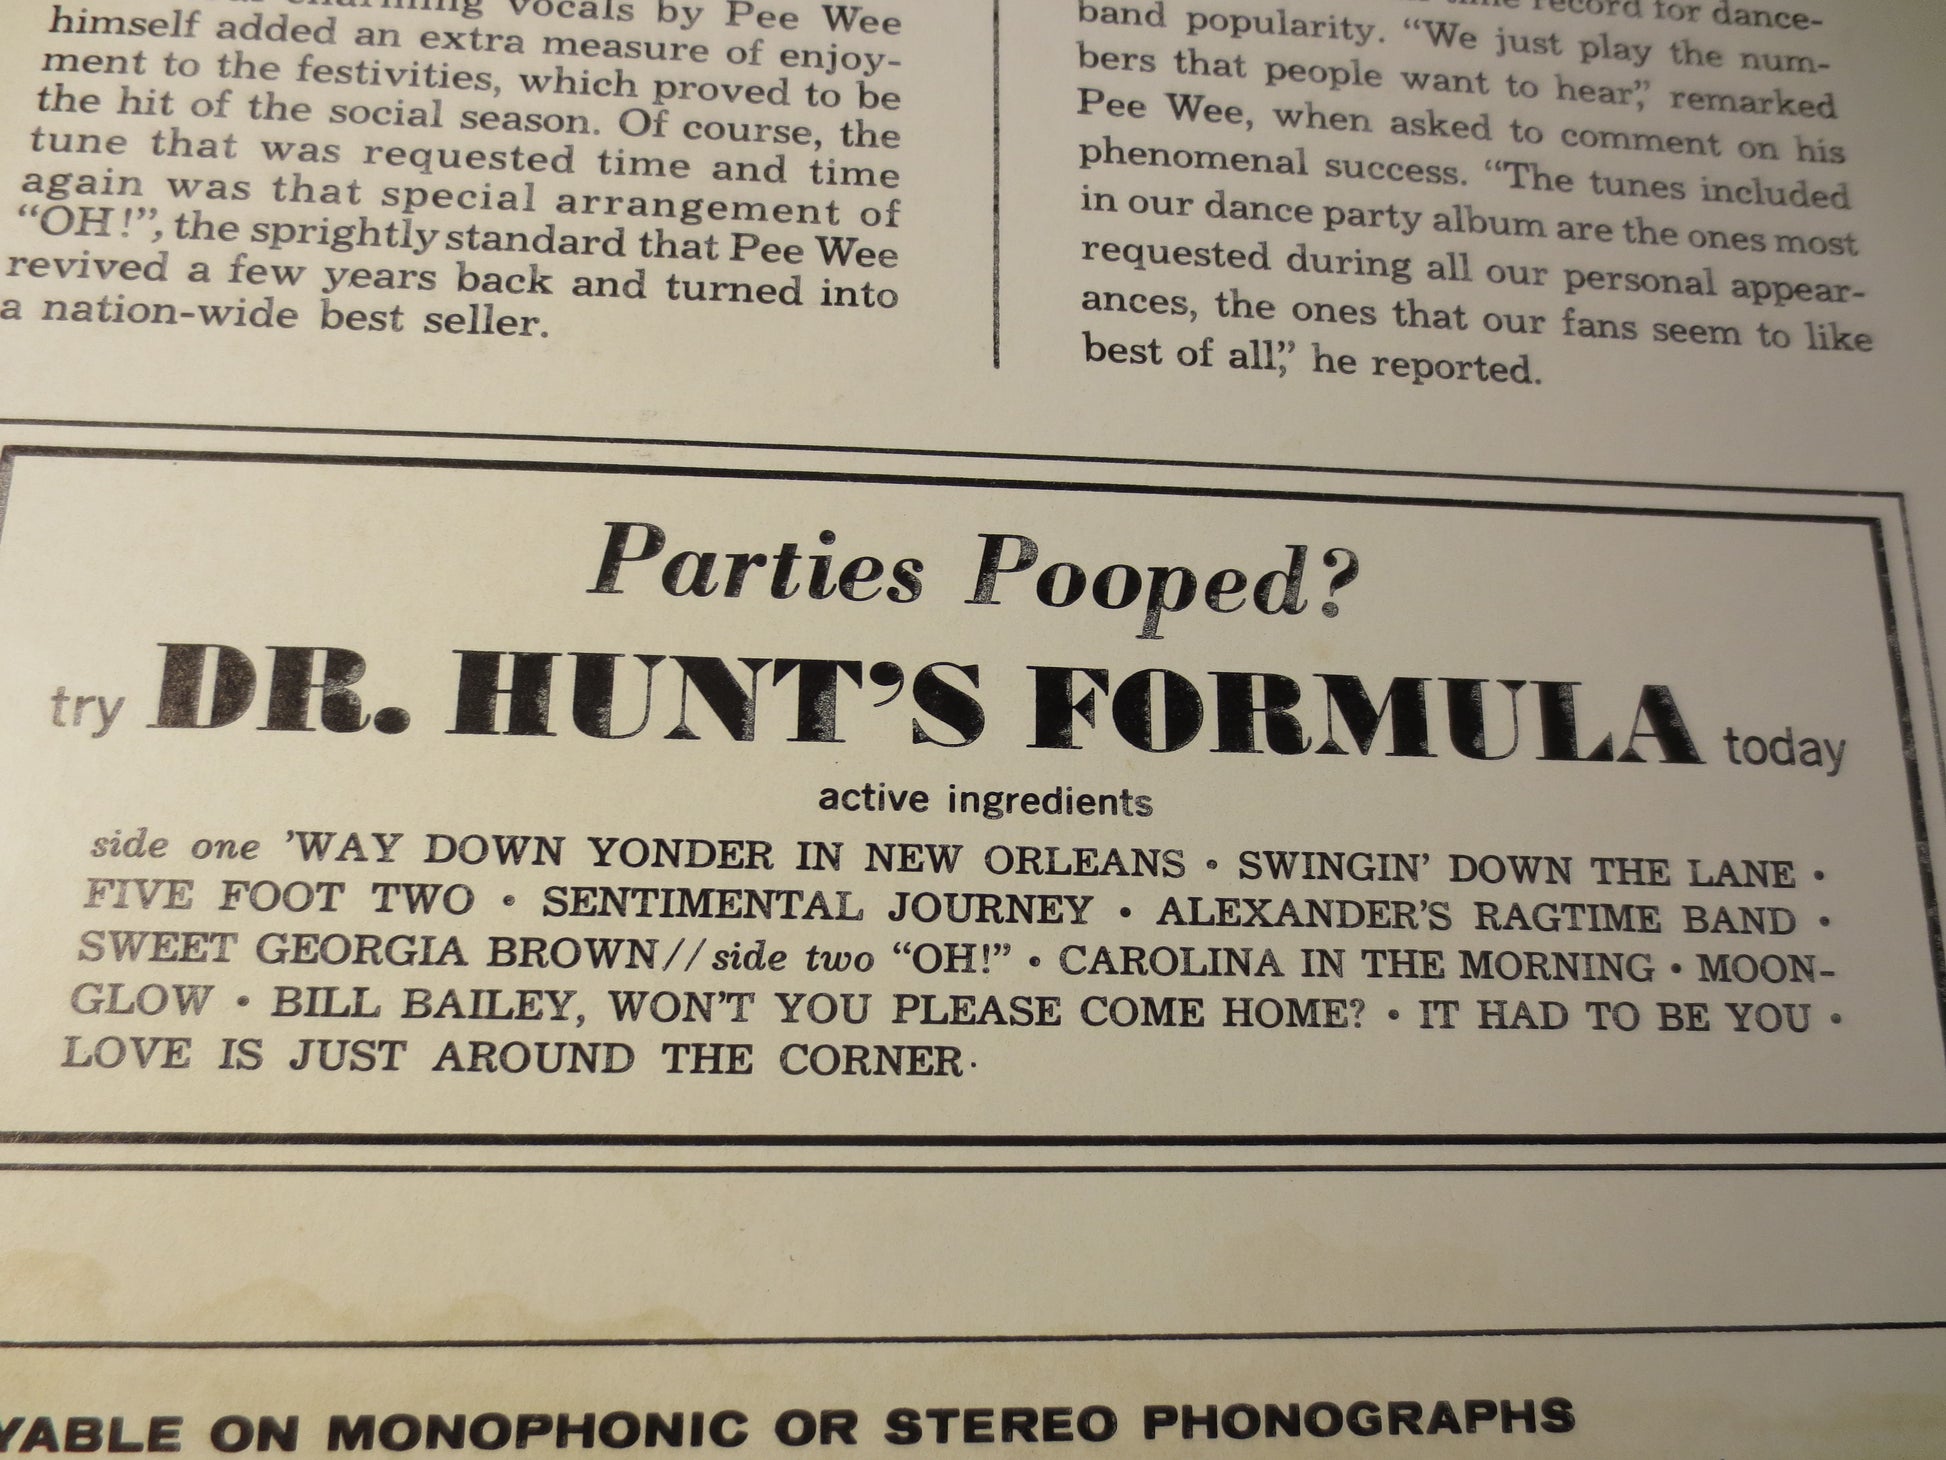 vocals by Pee Wee
himself added an extra measure of enjoy-
ment to the festivities, which proved to be
the hit of the social season. Of course, the
tune that was requested time and time
again was that special arrangement of
“OH!”, the sprightly standard that Pee Wee
revived a few years back and turned into
a nation-wide best seller.
record for dance-
band popularity. “We just play the num-
bers that people want to hear,” remarked
Pee Wee, when asked to comment on his
phenomenal success. “The tunes included
in our dance party album are the ones most
requested during all our personal appear-
ances, the ones that our fans seem to like
best of all,” he reported.
Parties Pooped?
try DR. HUNT’S FORMULA today
active ingredients
side one ’WAY DOWN YONDER IN NEW ORLEANS • SWINGIN’ DOWN THE LANE •
FIVE FOOT TWO • SENTIMENTAL JOURNEY • ALEXANDER’S RAGTIME BAND •
SWEET GEORGIA BROWN//side two “OH!” • CAROLINA IN THE MORNING • MOON-
GLOW • BILL BAILEY, WON’T YOU PLEASE COME HOME? • IT HAD TO BE YOU •
LOVE IS JUST AROUND THE CORNER·
YABLE ON MONOPHONIC OR STEREO PHONOGRAPHS